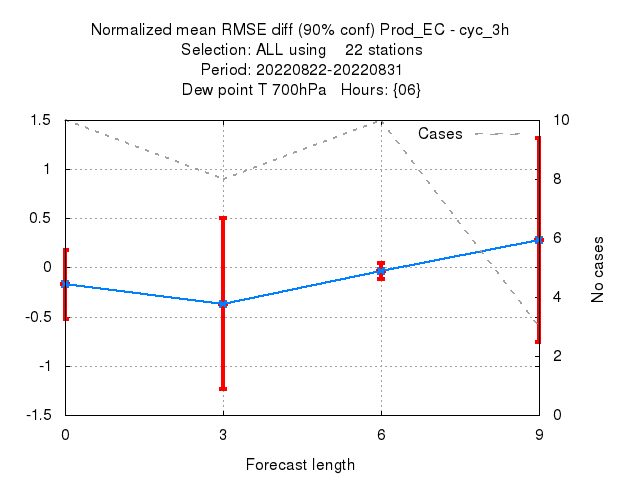 Normalized mean RMSE diff (90% conf) Prod_EC - cyc_3h
Selection: ALL using 22 stations
Period: 20220822-20220831
Dew point T 700hPa Hours: {06}
Cases
1.5
1
0.5
0
-0.5
-1
-1.5
10
8
6
4
2
0
No cases
0 3 6 9
Forecast length